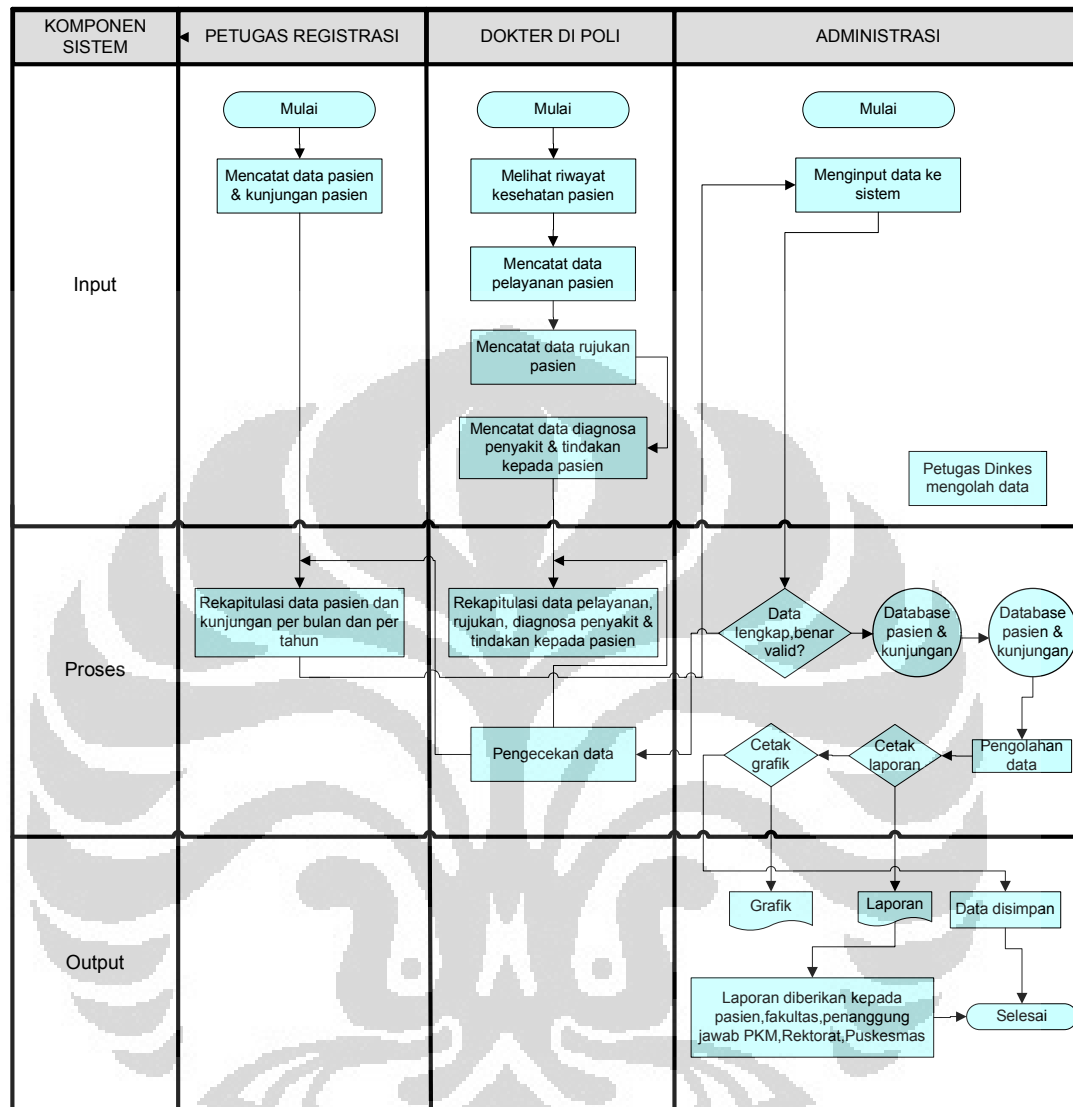 KOMPONEN
SISTEM
PETUGAS REGISTRASI
DOKTER DI POLI
ADMINISTRASI
Input
Mulai
Mulai
Mulai
Mencatat data pasien
& kunjungan pasien
Melihat riwayat
kesehatan pasien
Menginput data ke
sistem
Mencatat data
pelayanan pasien
Mencatat data rujukan
pasien
Mencatat data diagnosa
penyakit & tindakan
kepada pasien
Petugas Dinkes
mengolah data
Proses
Rekapitulasi data pasien dan
kunjungan per bulan dan per
tahun
Rekapitulasi data pelayanan,
rujukan, diagnosa penyakit &
tindakan kepada pasien
Data
lengkap,benar
valid?
Database
pasien &
kunjungan
Database
pasien &
kunjungan
Pengecekan data
Cetak
grafik
Cetak
laporan
Pengolahan
data
Output
Grafik
Laporan
Data disimpan
Laporan diberikan kepada
pasien,fakultas,penanggung
jawab PKM,Rektorat,Puskesmas
Selesai